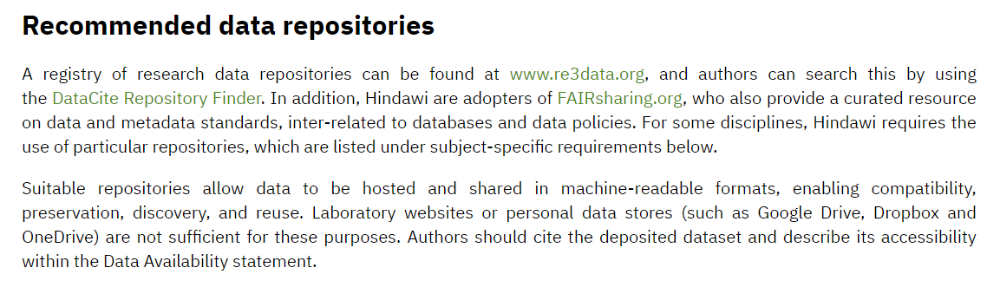 Recommended data repositories
A registry of research data repositories can be found at www.re3data.org, and authors can search this by using
the DataCite Repository Finder. In addition, Hindawi are adopters of FAIRsharing.org, who also provide a curated resource
on data and metadata standards, inter-related to databases and data policies. For some disciplines, Hindawi requires the
use of particular repositories, which are listed under subject-specific requirements below.
Suitable repositories allow data to be hosted and shared in machine-readable formats, enabling compatibility,
preservation, discovery, and reuse. Laboratory websites or personal data stores (such as Google Drive, Dropbox and
OneDrive) are not sufficient for these purposes. Authors should cite the deposited dataset and describe its accessibility
within the Data Availability statement.